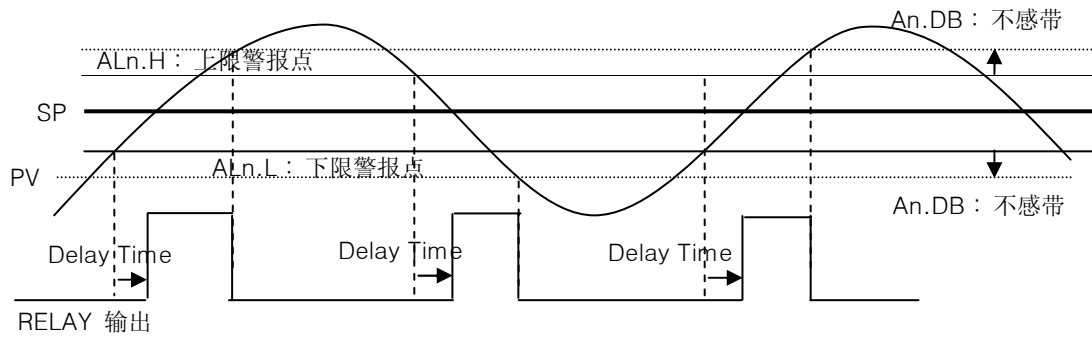 An.DB : 不感带
ALn.H : 上限警报点
SP
ALn.L : 下限警报点
PV
An.DB : 不感带
Delay Time
Delay Time
Delay Time
RELAY 输出